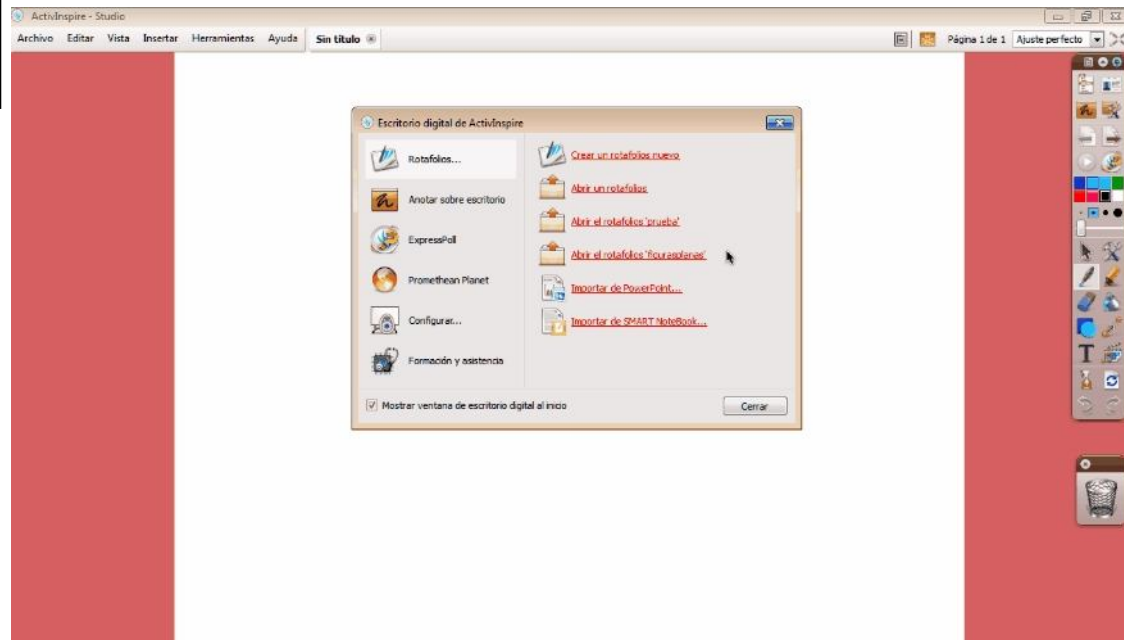 ActivInspire - Studio
Archivo Editar Vista Insertar Herramientas Ayuda Sin título Página 1 de 1 Ajuste perfecto
Escritorio digital de ActivInspire
Rotafolios...
Anotar sobre escritorio
ExpressPoll
Promethean Planet
Configurar...
Formación y asistencia
Crear un rotafolios nuevo
Abrir un rotafolios
Abrir el rotafolios 'prueba'
Abrir el rotafolios 'figurasplanas'
Importar de PowerPoint...
Importar de SMART NoteBook...
Mostrar ventana de escritorio digital al inicio
Cerrar
T